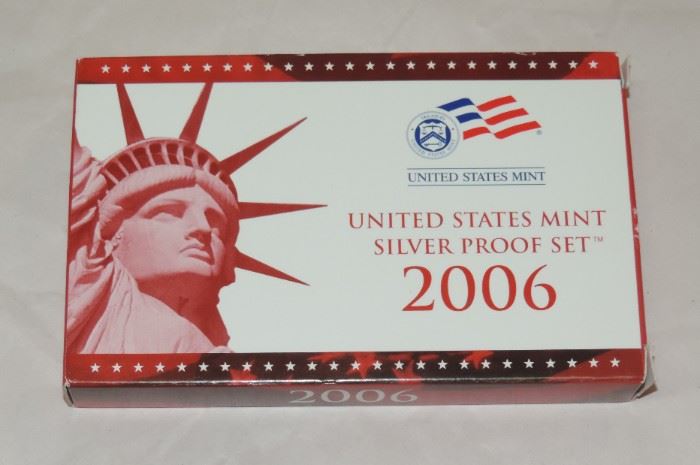 UNITED STATES MINT
UNITED STATES MINT
SILVER PROOF SET™
2006
2006